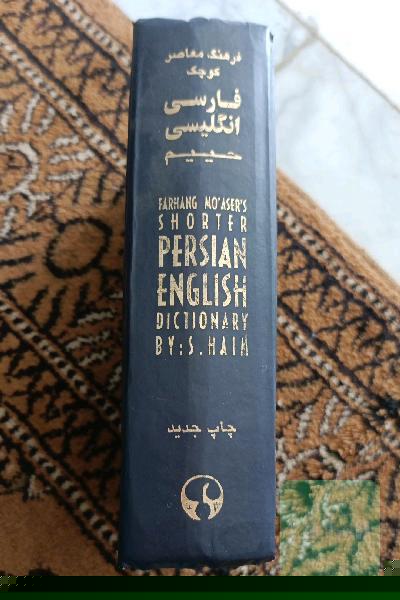 فرهنگ معاصر
کوچک
فارسی
انگلیسی
حییم
FARHANG MO'ASER'S
SHORTER
PERSIAN
ENGLISH
DICTIONARY
BY: S. HAIM
چاپ جدید